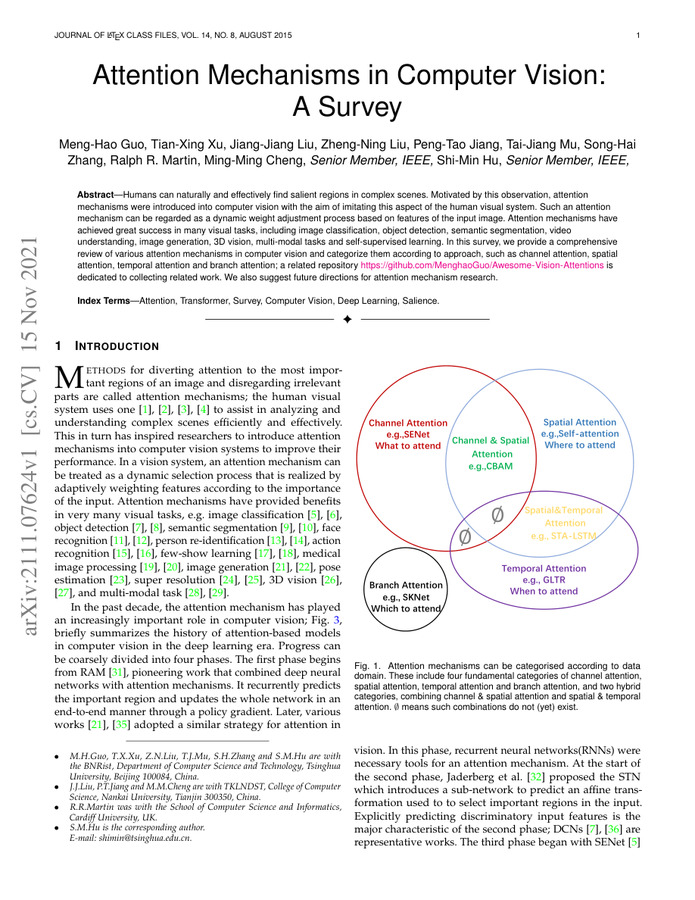 JOURNAL OF LATEX CLASS FILES, VOL. 14, NO. 8, AUGUST 2015
1
Attention Mechanisms in Computer Vision:
A Survey
Meng-Hao Guo, Tian-Xing Xu, Jiang-Jiang Liu, Zheng-Ning Liu, Peng-Tao Jiang, Tai-Jiang Mu, Song-Hai
Zhang, Ralph R. Martin, Ming-Ming Cheng, Senior Member, IEEE, Shi-Min Hu, Senior Member, IEEE,
Abstract—Humans can naturally and effectively find salient regions in complex scenes. Motivated by this observation, attention
mechanisms were introduced into computer vision with the aim of imitating this aspect of the human visual system. Such an attention
mechanism can be regarded as a dynamic weight adjustment process based on features of the input image. Attention mechanisms have
achieved great success in many visual tasks, including image classification, object detection, semantic segmentation, video
understanding, image generation, 3D vision, multi-modal tasks and self-supervised learning. In this survey, we provide a comprehensive
review of various attention mechanisms in computer vision and categorize them according to approach, such as channel attention, spatial
attention, temporal attention and branch attention; a related repository https://github.com/MenghaoGuo/Awesome-Vision-Attentions is
dedicated to collecting related work. We also suggest future directions for attention mechanism research.
Index Terms—Attention, Transformer, Survey, Computer Vision, Deep Learning, Salience.
arXiv:2111.07624v1 [cs.CV] 15 Nov 2021
1 INTRODUCTION
METHODS for diverting attention to the most impor-
tant regions of an image and disregarding irrelevant
parts are called attention mechanisms; the human visual
system uses one [1], [2], [3], [4] to assist in analyzing and
understanding complex scenes efficiently and effectively.
This in turn has inspired researchers to introduce attention
mechanisms into computer vision systems to improve their
performance. In a vision system, an attention mechanism can
be treated as a dynamic selection process that is realized by
adaptively weighting features according to the importance
of the input. Attention mechanisms have provided benefits
in very many visual tasks, e.g. image classification [5], [6],
object detection [7], [8], semantic segmentation [9], [10], face
recognition [11], [12], person re-identification [13], [14], action
recognition [15], [16], few-show learning [17], [18], medical
image processing [19], [20], image generation [21], [22], pose
estimation [23], super resolution [24], [25], 3D vision [26],
[27], and multi-modal task [28], [29].
In the past decade, the attention mechanism has played
an increasingly important role in computer vision; Fig. 3,
briefly summarizes the history of attention-based models
in computer vision in the deep learning era. Progress can
be coarsely divided into four phases. The first phase begins
from RAM [31], pioneering work that combined deep neural
networks with attention mechanisms. It recurrently predicts
the important region and updates the whole network in an
end-to-end manner through a policy gradient. Later, various
works [21], [35] adopted a similar strategy for attention in
• M.H.Guo, T.X.Xu, Z.N.Liu, T.J.Mu, S.H.Zhang and S.M.Hu are with
the BNRist, Department of Computer Science and Technology, Tsinghua
University, Beijing 100084, China.
• J.J.Liu, P.T.Jiang and M.M.Cheng are with TKLNDST, College of Computer
Science, Nankai University, Tianjin 300350, China.
• R.R.Martin was with the School of Computer Science and Informatics,
Cardiff University, UK.
• S.M.Hu is the corresponding author.
E-mail: shimin@tsinghua.edu.cn.
Channel Attention
e.g.,SENet
What to attend
Channel & Spatial
Attention
e.g.,CBAM
Spatial Attention
e.g.,Self-attention
Where to attend
∅
∅
Spatial&Temporal
Attention
e.g., STA-LSTM
Temporal Attention
e.g., GLTR
When to attend
Branch Attention
e.g., SKNet
Which to attend
Fig. 1. Attention mechanisms can be categorised according to data
domain. These include four fundamental categories of channel attention,
spatial attention, temporal attention and branch attention, and two hybrid
categories, combining channel & spatial attention and spatial & temporal
attention. ∅ means such combinations do not (yet) exist.
vision. In this phase, recurrent neural networks(RNNs) were
necessary tools for an attention mechanism. At the start of
the second phase, Jaderberg et al. [32] proposed the STN
which introduces a sub-network to predict an affine trans-
formation used to to select important regions in the input.
Explicitly predicting discriminatory input features is the
major characteristic of the second phase; DCNs [7], [36] are
representative works. The third phase began with SENet [5]